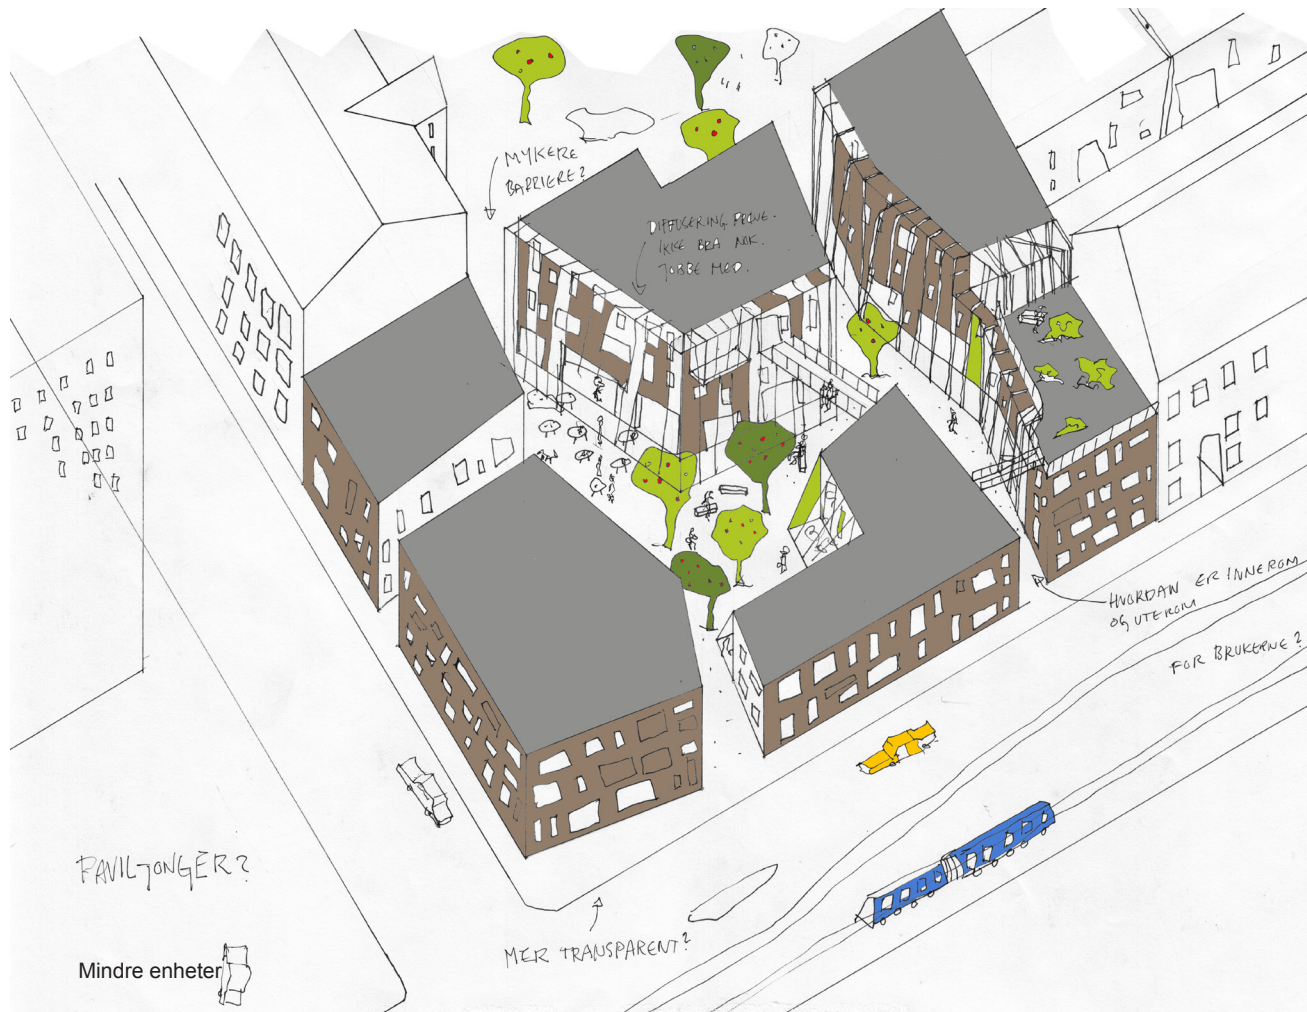 MYKERE
BARRIERE?
DIFFUSERING PRØVE.
IKKE BRA NOK.
JOBBE MED.
HVORDAN ER INNEROM
OG UTEROM
FOR BRUKERNE?
PAVILJONGER?
MER TRANSPARENT?
Mindre enheter